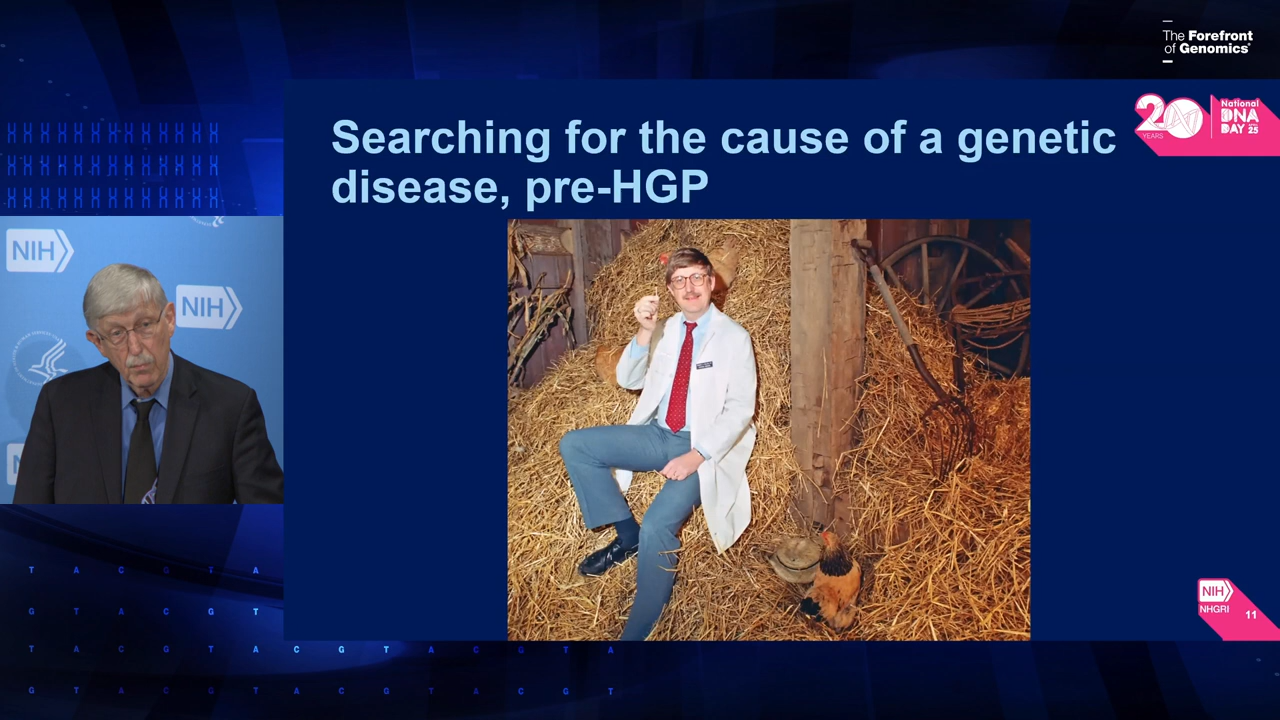 The Forefront
of Genomics®
20
YEARS
National
DNA
DAY
25
Searching for the cause of a genetic
disease, pre-HGP
NIH
NIH
T A C G T A
G T A C G T
T A C G T A C G T A C G T A
G T A C G T A C G T A C G T
NIH
NHGRI
11